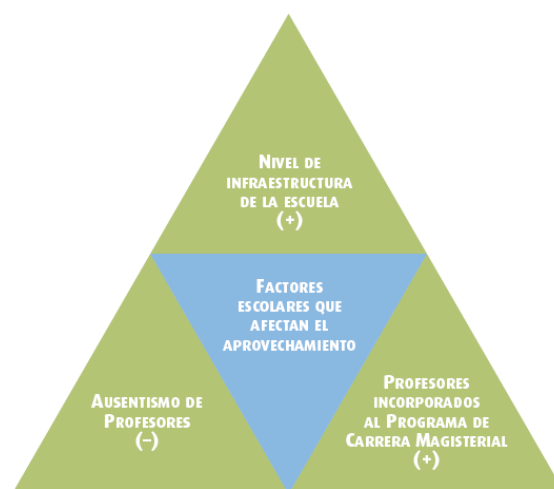 Nivel de
infraestructura
de la escuela
(+)
Factores
escolares que
afectan el
aprovechamiento
Ausentismo de
Profesores
(–)
Profesores
incorporados
al Programa de
Carrera Magisterial
(+)